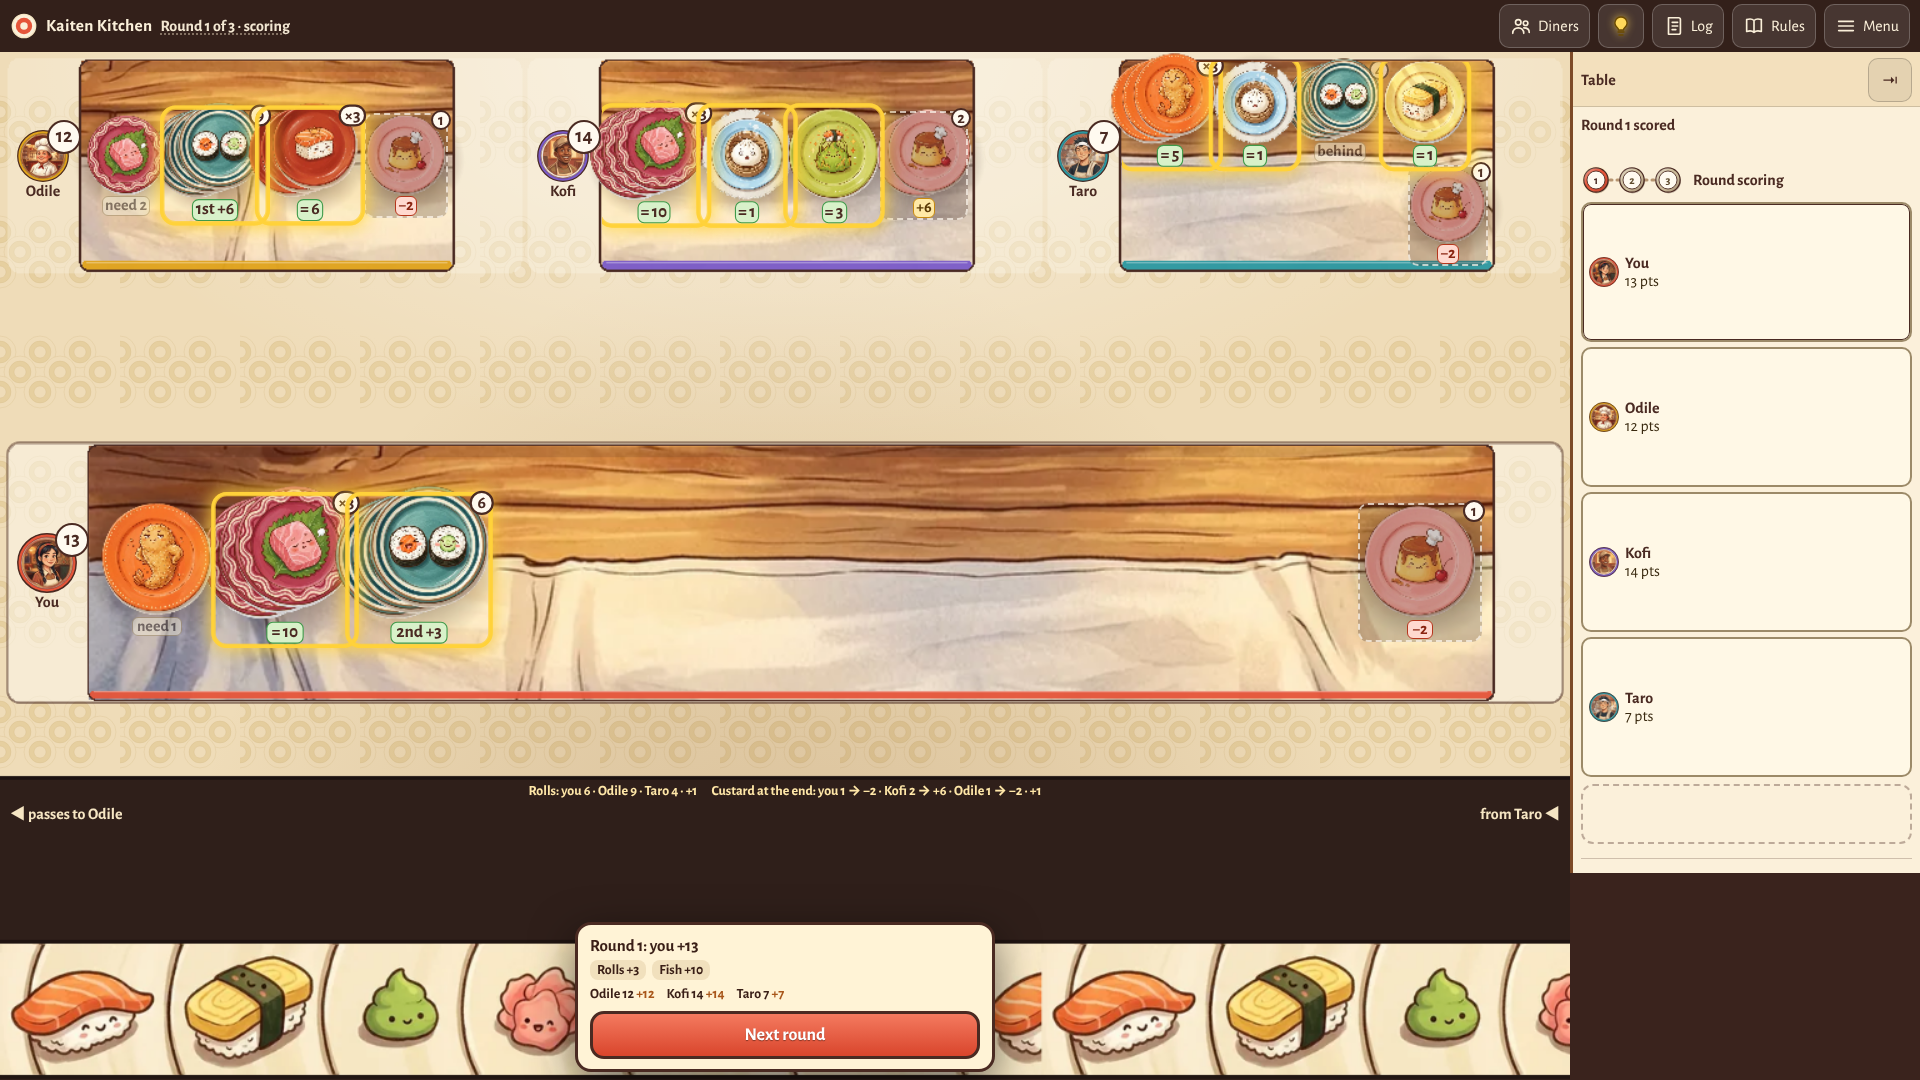 Kaiten Kitchen Round 1 of 3 · scoring
Diners
Log
Rules
Menu
12
Odile
need 2
9
1st +6
×3
= 6
1
−2
14
Kofi
×3
= 10
= 1
= 3
2
+6
7
Taro
×3
= 5
= 1
4
behind
= 1
1
−2
13
You
need 1
×3
= 10
6
2nd +3
1
−2
Rolls: you 6 · Odile 9 · Taro 4 · +1 Custard at the end: you 1 → −2 · Kofi 2 → +6 · Odile 1 → −2 · +1
◀ passes to Odile
from Taro ◀
Round 1: you +13
Rolls +3 Fish +10
Odile 12 +12 Kofi 14 +14 Taro 7 +7
Next round
Table
Round 1 scored
1 2 3 Round scoring
You
13 pts
Odile
12 pts
Kofi
14 pts
Taro
7 pts